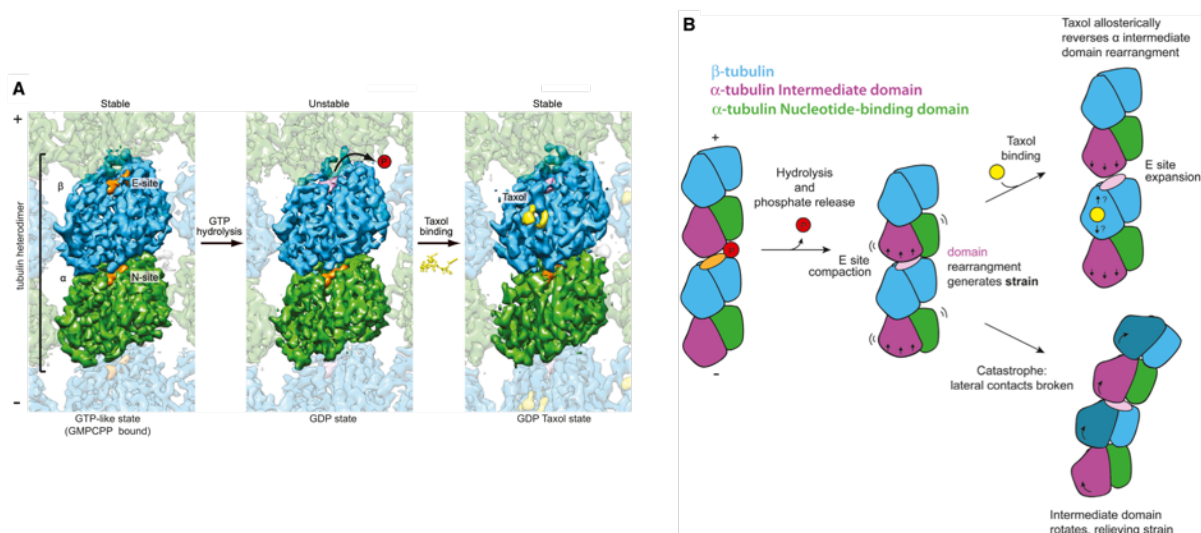 A
Stable
Unstable
Stable
+
tubulin heterodimer
β
E-site
α
N-site
-
GTP
hydrolysis
P
Taxol
binding
Taxol
GTP-like state
(GMPCPP bound)
GDP state
GDP Taxol state
B
β-tubulin
α-tubulin Intermediate domain
α-tubulin Nucleotide-binding domain
+
P
-
Hydrolysis
and
phosphate release
P
E site
compaction
domain
rearrangment
generates strain
Taxol
binding
Taxol allosterically
reverses α intermediate
domain rearrangment
E site
expansion
?
?
Catastrophe:
lateral contacts broken
Intermediate domain
rotates, relieving strain